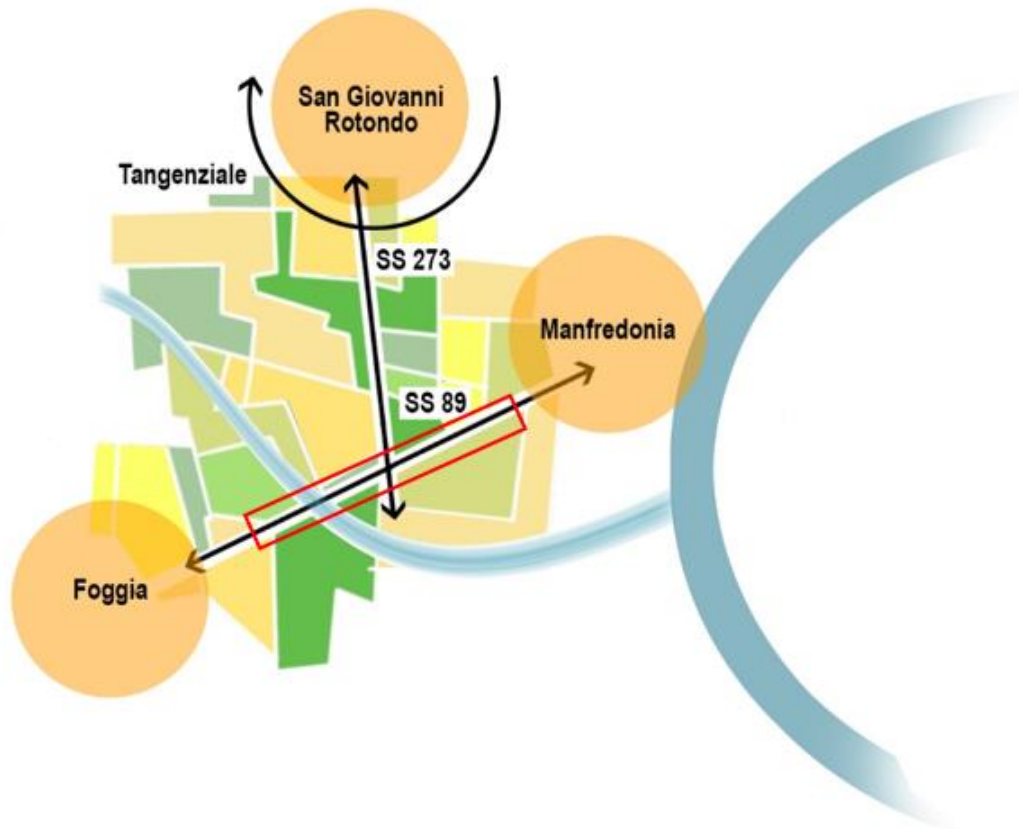 San Giovanni
Rotondo
Tangenziale
SS 273
Manfredonia
SS 89
Foggia